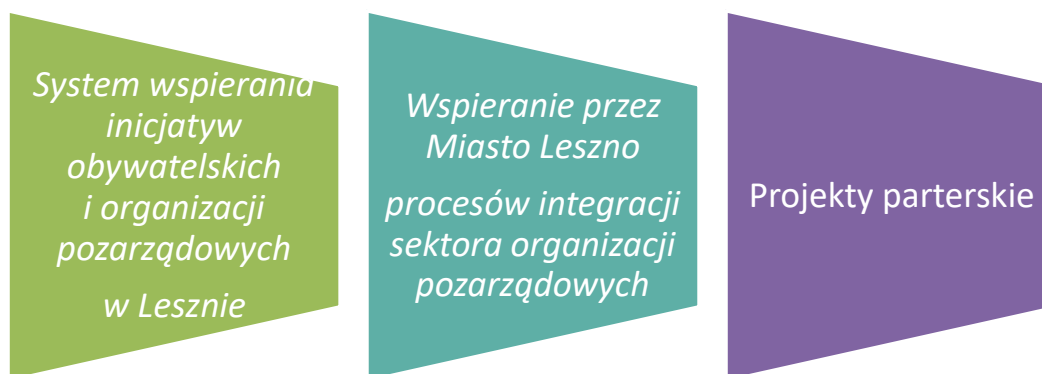 System wspierania
inicjatyw
obywatelskich
i organizacji
pozarządowych
w Lesznie
Wspieranie przez
Miasto Leszno
procesów integracji
sektora organizacji
pozarządowych
Projekty parterskie